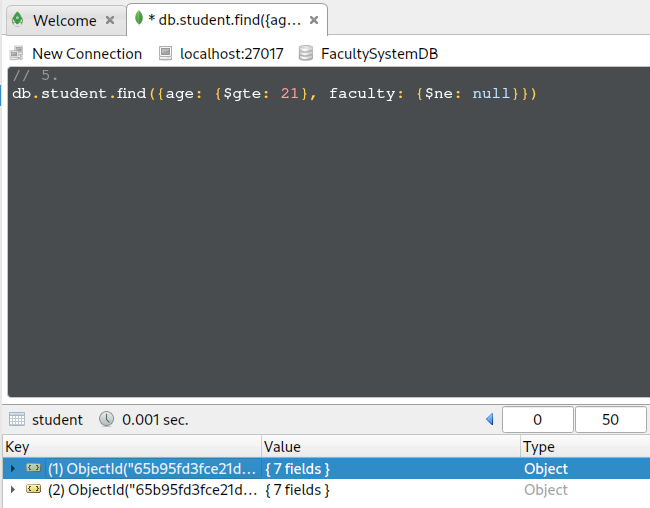 Welcome
* db.student.find({ag...
New Connection localhost:27017 FacultySystemDB
// 5.
db.student.find({age: {$gte: 21}, faculty: {$ne: null}})
student 0.001 sec. 0 50
Key Value Type
(1) ObjectId("65b95fd3fce21d... { 7 fields } Object
(2) ObjectId("65b95fd3fce21d... { 7 fields } Object